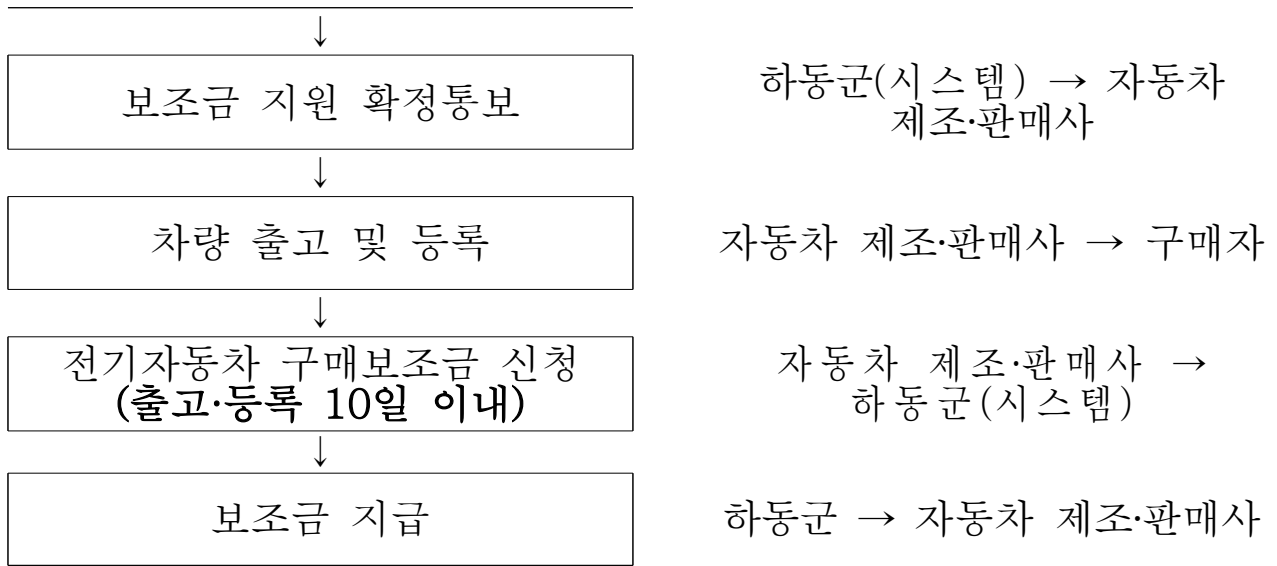 ↓
보조금 지원 확정통보
하동군(시스템) → 자동차
제조·판매사
↓
차량 출고 및 등록
자동차 제조·판매사 → 구매자
↓
전기자동차 구매보조금 신청
(출고·등록 10일 이내)
자동차 제조·판매사 →
하동군(시스템)
↓
보조금 지급
하동군 → 자동차 제조·판매사